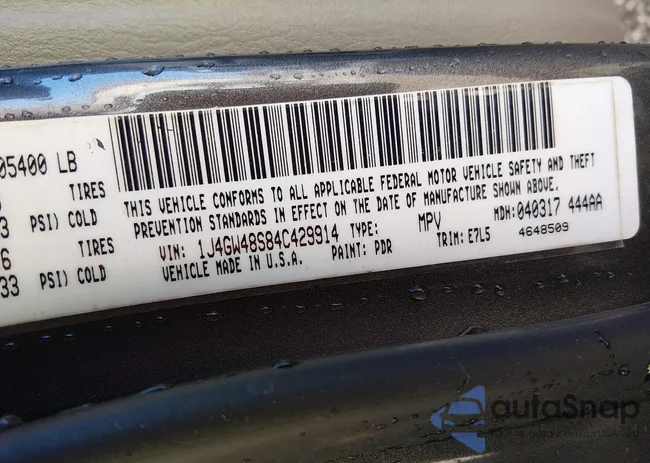 05400 LB
TIRES
3 PSI) COLD
6 TIRES
33 PSI) COLD
THIS VEHICLE CONFORMS TO ALL APPLICABLE FEDERAL MOTOR VEHICLE SAFETY AND THEFT
PREVENTION STANDARDS IN EFFECT ON THE DATE OF MANUFACTURE SHOWN ABOVE.
VIN: 1J4GW48S84C429914 TYPE: MPV MDH: 040317 444AA
VEHICLE MADE IN U.S.A. PAINT: PDR TRIM: E7LS 4648509
autoSnap